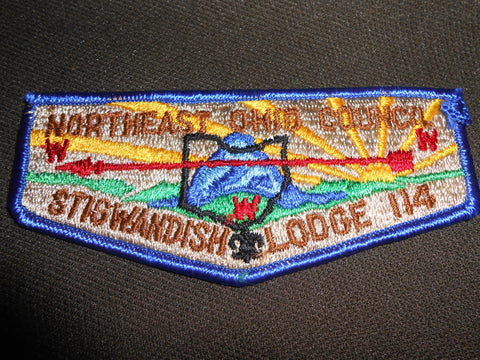 NORTHEAST OHIO COUNCIL
W W
W
STIGWANDISH LODGE 114